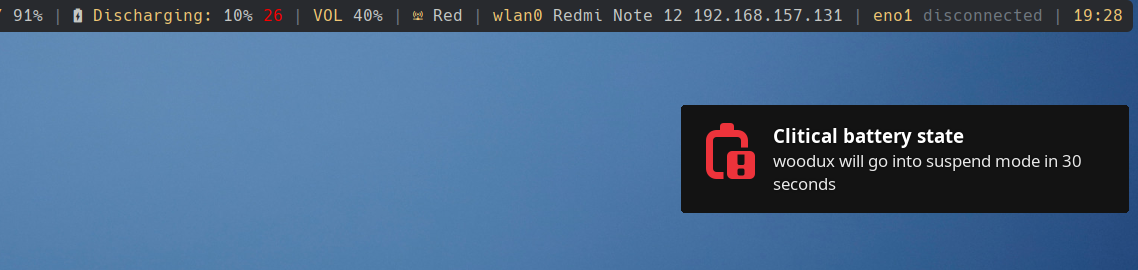 91% | Discharging: 10% 26 | VOL 40% | Red | wlan0 Redmi Note 12 192.168.157.131 | eno1 disconnected | 19:28
Clitical battery state
woodux will go into suspend mode in 30
seconds